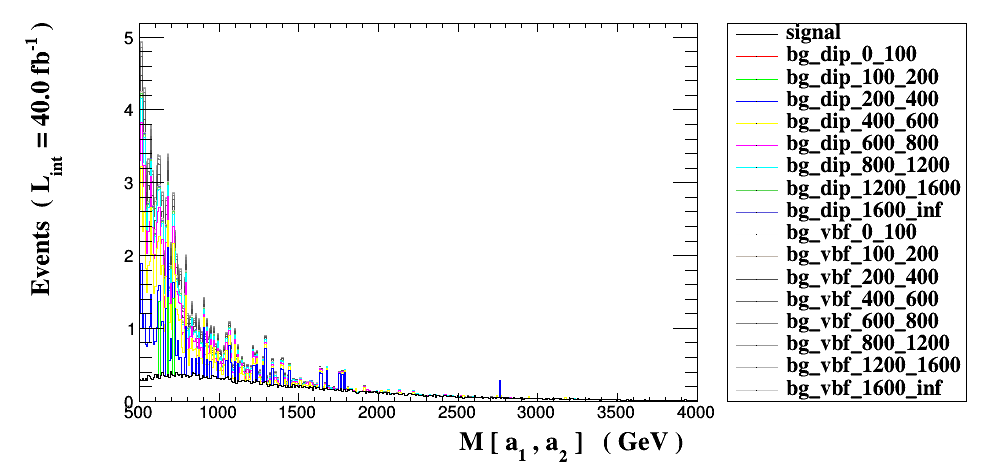 Events ( L_int = 40.0 fb^-1 )
5
4
3
2
1
0
500 1000 1500 2000 2500 3000 3500 4000
M [ a_1 , a_2 ] ( GeV )
signal
bg_dip_0_100
bg_dip_100_200
bg_dip_200_400
bg_dip_400_600
bg_dip_600_800
bg_dip_800_1200
bg_dip_1200_1600
bg_dip_1600_inf
bg_vbf_0_100
bg_vbf_100_200
bg_vbf_200_400
bg_vbf_400_600
bg_vbf_600_800
bg_vbf_800_1200
bg_vbf_1200_1600
bg_vbf_1600_inf